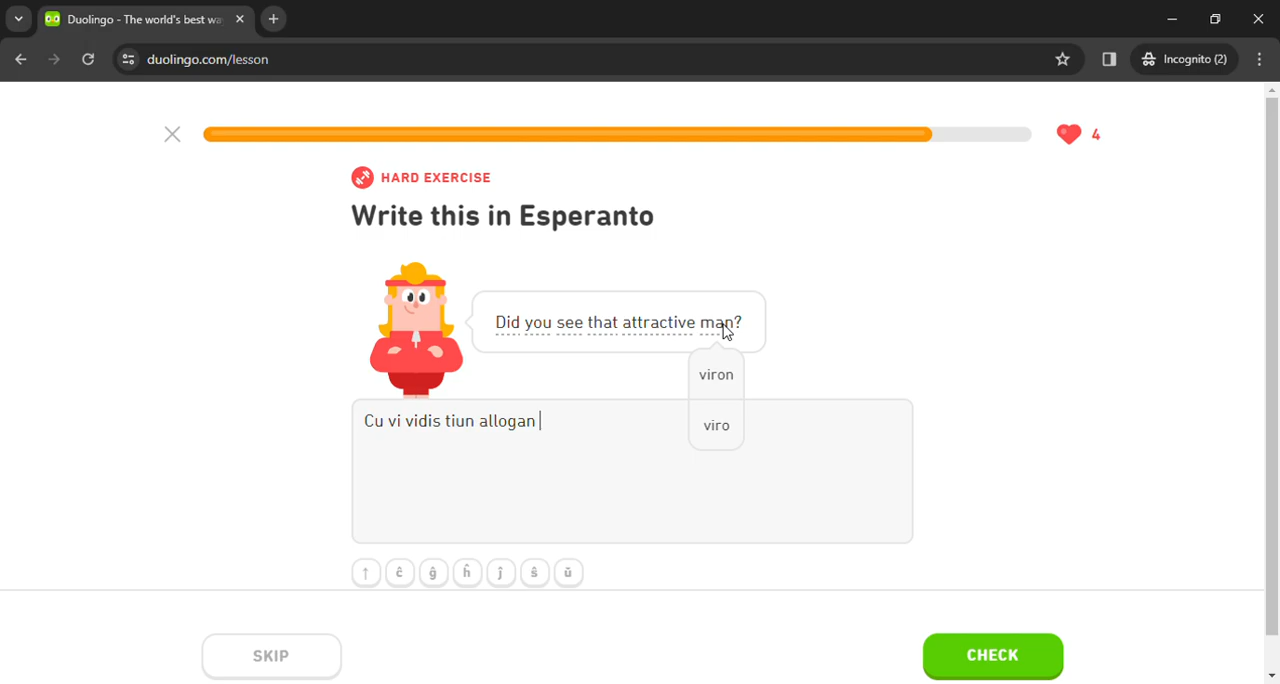 Duolingo - The world's best wa
duolingo.com/lesson
Incognito (2)
4
HARD EXERCISE
Write this in Esperanto
Did you see that attractive man?
viron
viro
Cu vi vidis tiun allogan
↑ ĉ ĝ ĥ ĵ ŝ ŭ
SKIP
CHECK